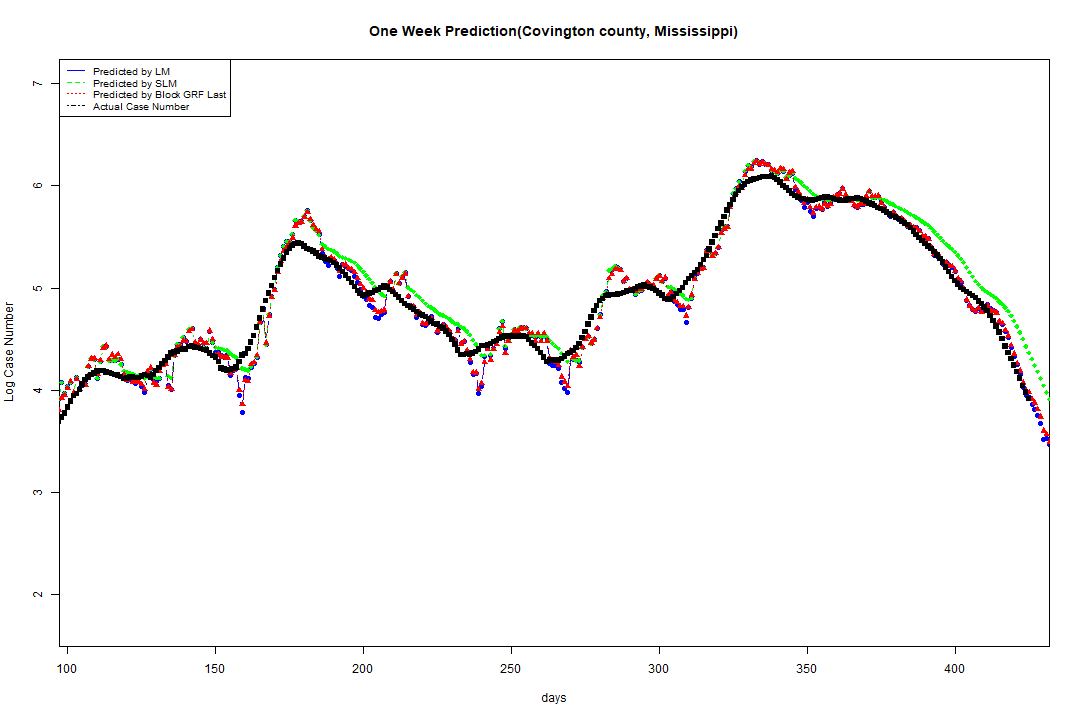 One Week Prediction(Covington county, Mississippi)
Predicted by LM
Predicted by SLM
Predicted by Block GRF Last
Actual Case Number
7
6
5
4
3
2
Log Case Number
100 150 200 250 300 350 400
days